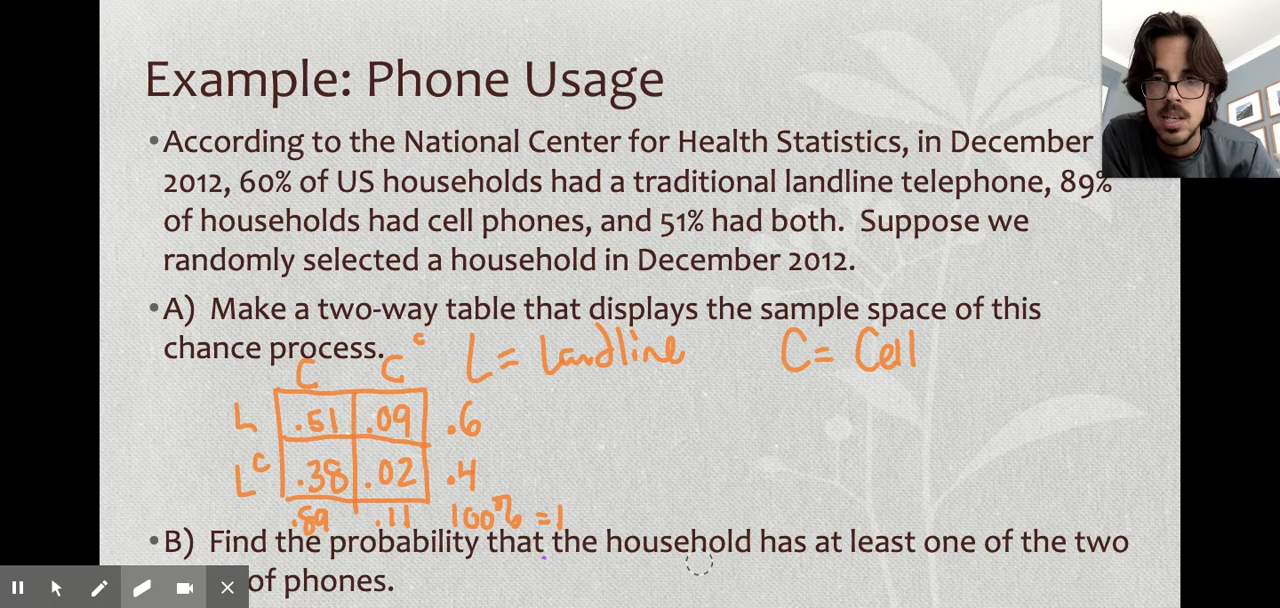 Example: Phone Usage
•According to the National Center for Health Statistics, in December
2012, 60% of US households had a traditional landline telephone, 89%
of households had cell phones, and 51% had both.  Suppose we
randomly selected a household in December 2012.
•A)  Make a two-way table that displays the sample space of this
chance process.
L = Landline C = Cell
C Cᶜ
L .51 .09 .6
Lᶜ .38 .02 .4
.89 .11 100% = 1
•B)  Find the probability that the household has at least one of the two
of phones.